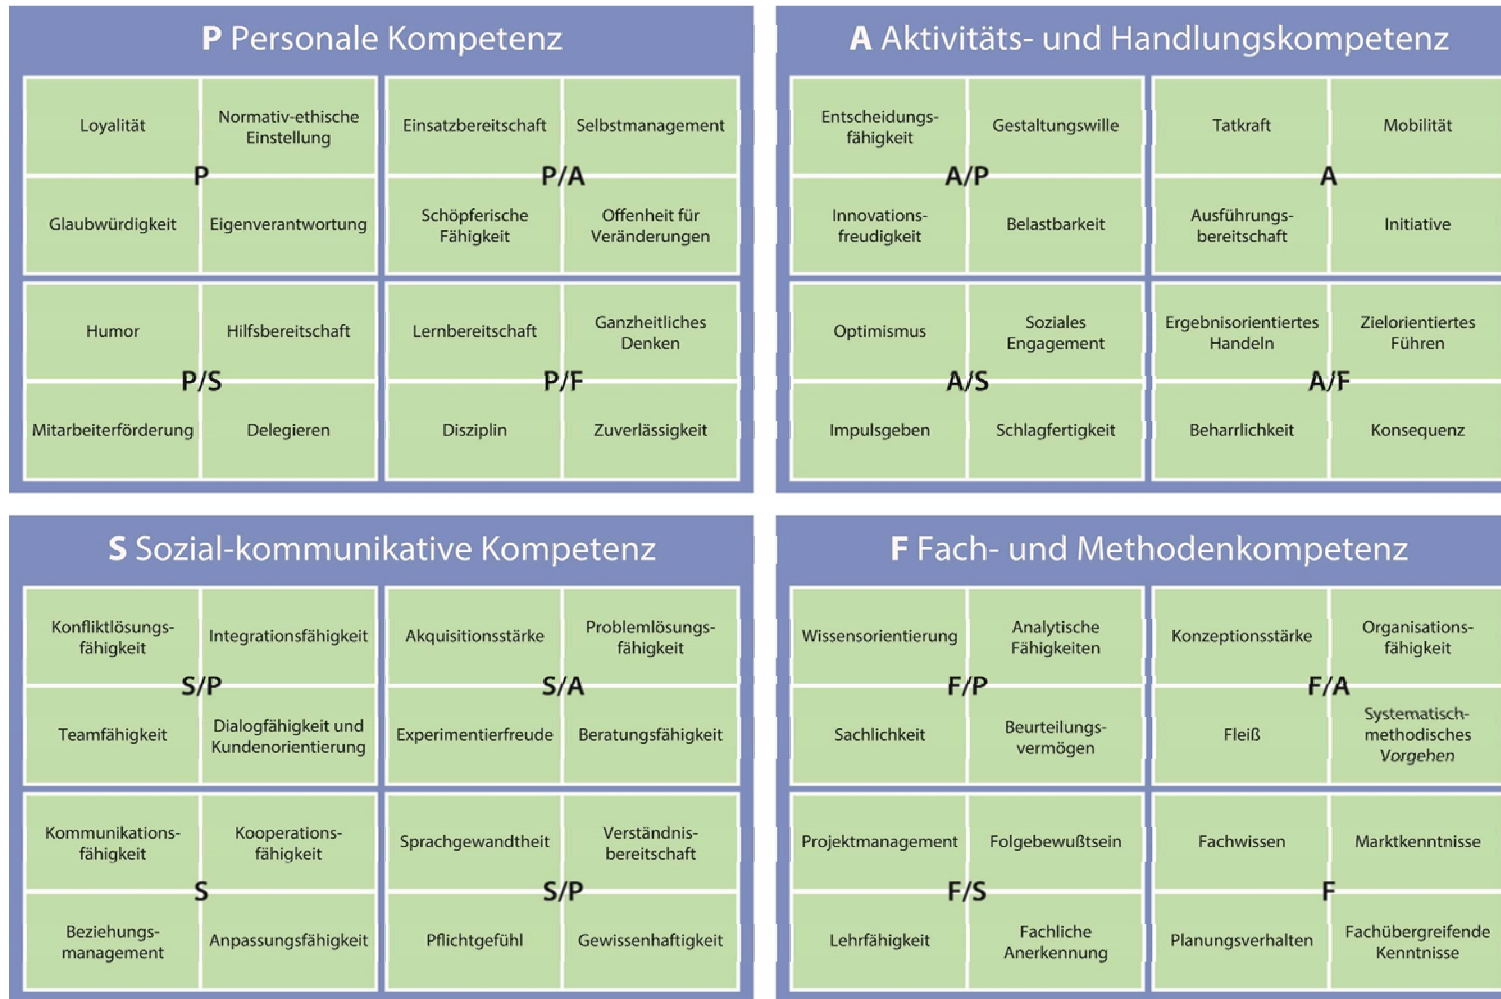 P Personale Kompetenz
Loyalität
Normativ-ethische
Einstellung
P
Glaubwürdigkeit
Eigenverantwortung
Einsatzbereitschaft
Selbstmanagement
P/A
Schöpferische
Fähigkeit
Offenheit für
Veränderungen
Humor
Hilfsbereitschaft
P/S
Mitarbeiterförderung
Delegieren
Lernbereitschaft
Ganzheitliches
Denken
P/F
Disziplin
Zuverlässigkeit
A Aktivitäts- und Handlungskompetenz
Entscheidungs-
fähigkeit
Gestaltungswille
A/P
Innovations-
freudigkeit
Belastbarkeit
Tatkraft
Mobilität
A
Ausführungs-
bereitschaft
Initiative
Optimismus
Soziales
Engagement
A/S
Impulsgeben
Schlagfertigkeit
Ergebnisorientiertes
Handeln
Zielorientiertes
Führen
A/F
Beharrlichkeit
Konsequenz
S Sozial-kommunikative Kompetenz
Konfliktlösungs-
fähigkeit
Integrationsfähigkeit
S/P
Teamfähigkeit
Dialogfähigkeit und
Kundenorientierung
Akquisitionsstärke
Problemlösungs-
fähigkeit
S/A
Experimentierfreude
Beratungsfähigkeit
Kommunikations-
fähigkeit
Kooperations-
fähigkeit
S
Beziehungs-
management
Anpassungsfähigkeit
Sprachgewandtheit
Verständnis-
bereitschaft
S/P
Pflichtgefühl
Gewissenhaftigkeit
F Fach- und Methodenkompetenz
Wissensorientierung
Analytische
Fähigkeiten
F/P
Sachlichkeit
Beurteilungs-
vermögen
Konzeptionsstärke
Organisations-
fähigkeit
F/A
Fleiß
Systematisch-
methodisches
Vorgehen
Projektmanagement
Folgebewußtsein
F/S
Lehrfähigkeit
Fachliche
Anerkennung
Fachwissen
Marktkenntnisse
F
Planungsverhalten
Fachübergreifende
Kenntnisse